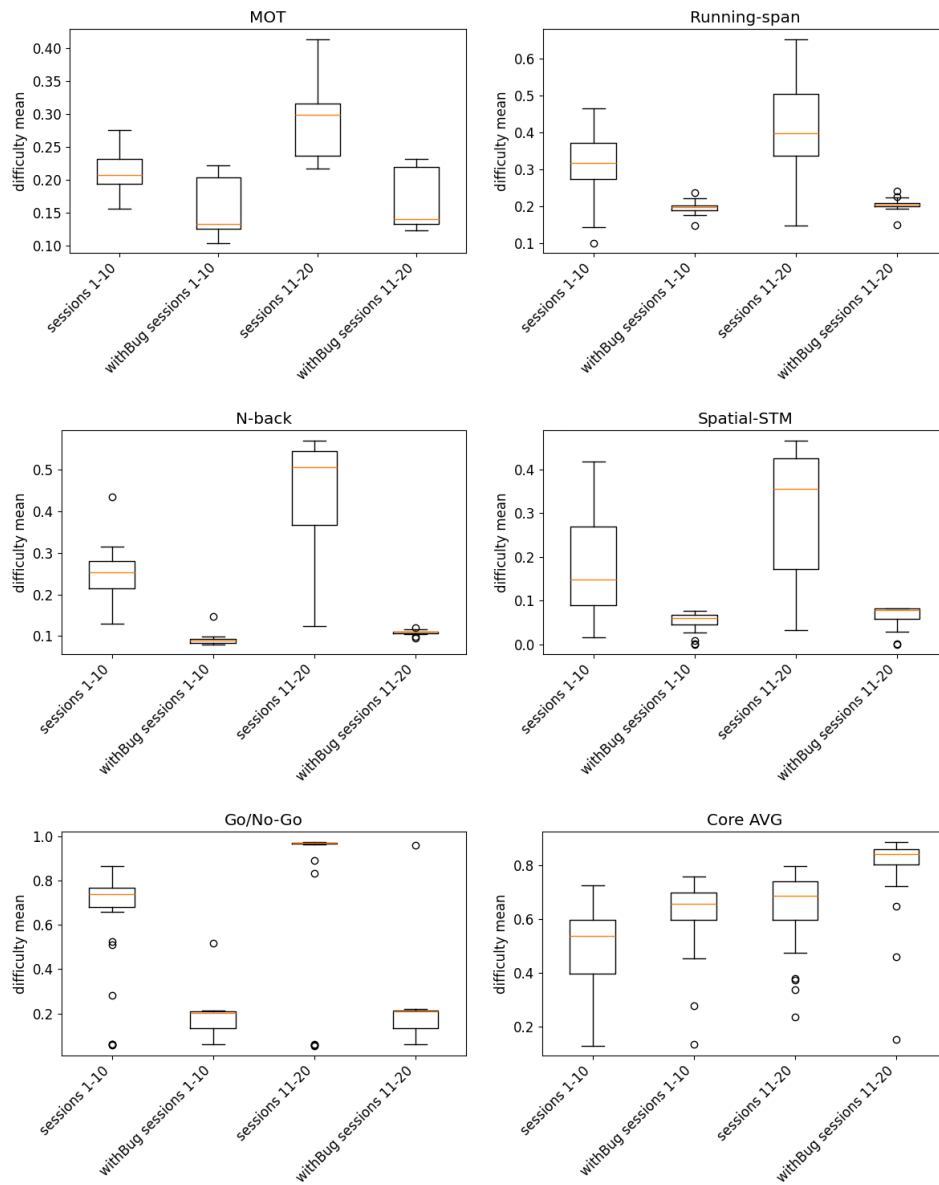 MOT
difficulty mean
0.40
0.35
0.30
0.25
0.20
0.15
0.10
sessions 1-10
withBug sessions 1-10
sessions 11-20
withBug sessions 11-20
Running-span
difficulty mean
0.6
0.5
0.4
0.3
0.2
0.1
sessions 1-10
withBug sessions 1-10
sessions 11-20
withBug sessions 11-20
N-back
difficulty mean
0.5
0.4
0.3
0.2
0.1
sessions 1-10
withBug sessions 1-10
sessions 11-20
withBug sessions 11-20
Spatial-STM
difficulty mean
0.4
0.3
0.2
0.1
0.0
sessions 1-10
withBug sessions 1-10
sessions 11-20
withBug sessions 11-20
Go/No-Go
difficulty mean
1.0
0.8
0.6
0.4
0.2
sessions 1-10
withBug sessions 1-10
sessions 11-20
withBug sessions 11-20
Core AVG
difficulty mean
0.8
0.6
0.4
0.2
sessions 1-10
withBug sessions 1-10
sessions 11-20
withBug sessions 11-20